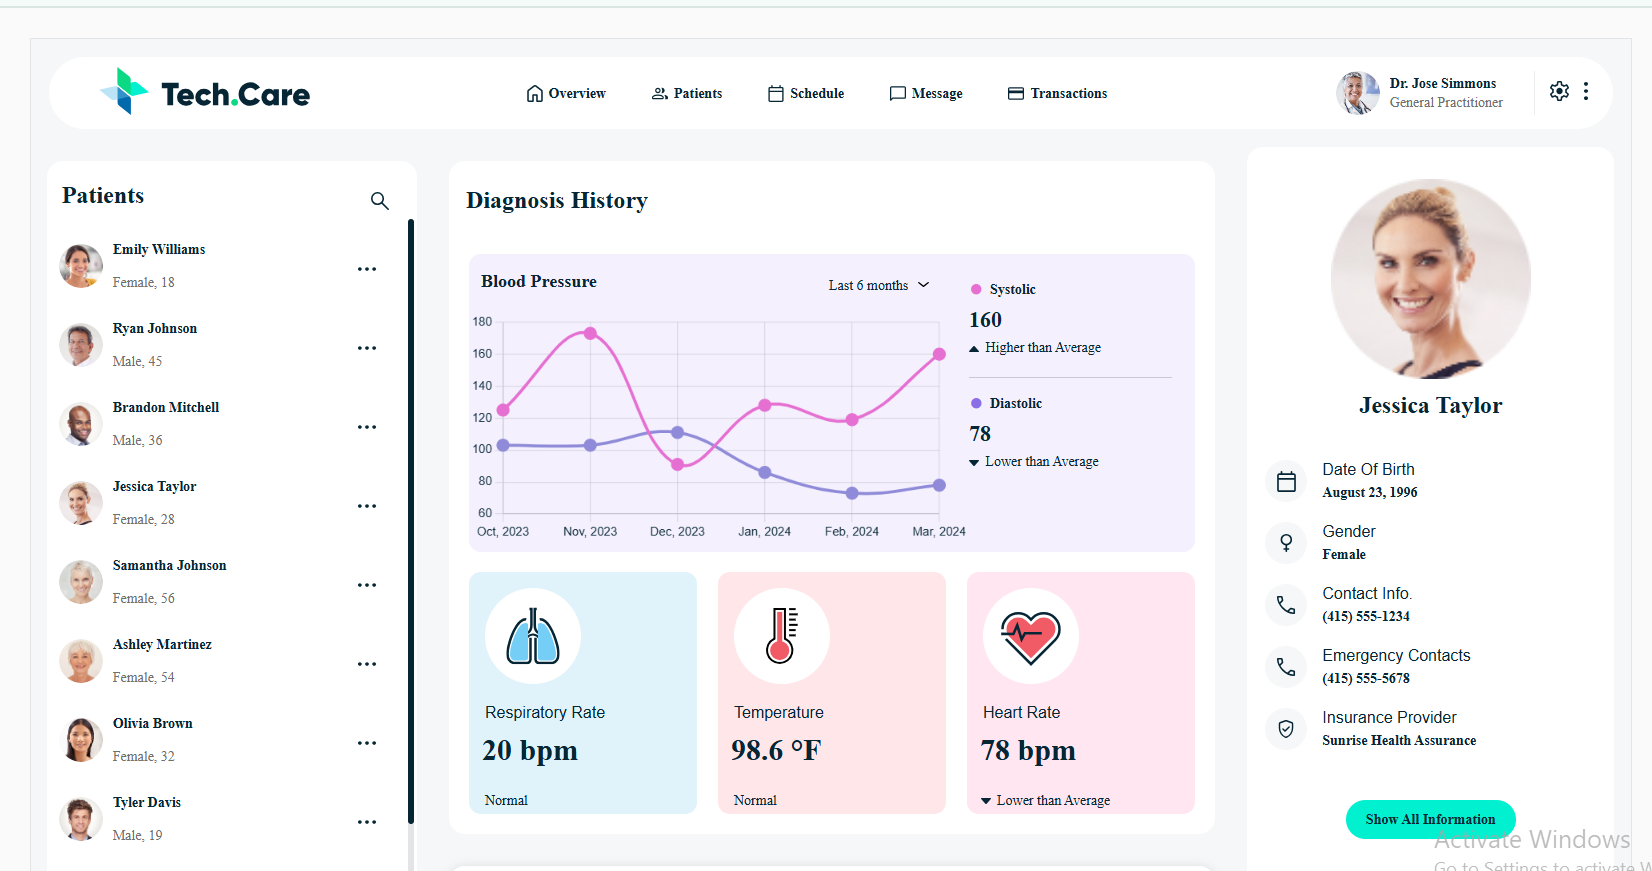 Tech.Care
Overview
Patients
Schedule
Message
Transactions
Dr. Jose Simmons
General Practitioner
Patients
Emily Williams
Female, 18
Ryan Johnson
Male, 45
Brandon Mitchell
Male, 36
Jessica Taylor
Female, 28
Samantha Johnson
Female, 56
Ashley Martinez
Female, 54
Olivia Brown
Female, 32
Tyler Davis
Male, 19
Diagnosis History
Blood Pressure
Last 6 months
180
160
140
120
100
80
60
Oct, 2023
Nov, 2023
Dec, 2023
Jan, 2024
Feb, 2024
Mar, 2024
Systolic
160
Higher than Average
Diastolic
78
Lower than Average
Respiratory Rate
20 bpm
Normal
Temperature
98.6 °F
Normal
Heart Rate
78 bpm
Lower than Average
Jessica Taylor
Date Of Birth
August 23, 1996
Gender
Female
Contact Info.
(415) 555-1234
Emergency Contacts
(415) 555-5678
Insurance Provider
Sunrise Health Assurance
Show All Information
Activate Windows
Go to Settings to activate W